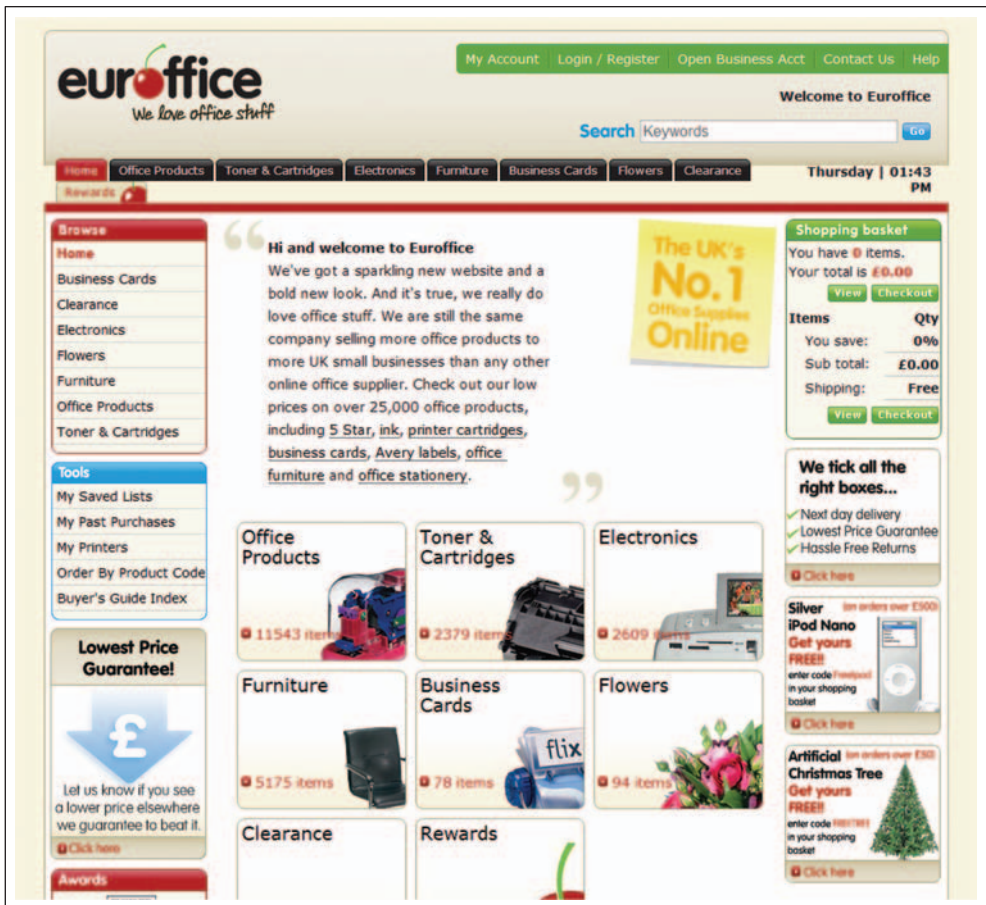 euroffice
We love office stuff
My Account Login / Register Open Business Acct Contact Us Help
Welcome to Euroffice
Search Keywords Go
Home Office Products Toner & Cartridges Electronics Furniture Business Cards Flowers Clearance
Rewards
Thursday | 01:43
PM
Browse
Home
Business Cards
Clearance
Electronics
Flowers
Furniture
Office Products
Toner & Cartridges
Tools
My Saved Lists
My Past Purchases
My Printers
Order By Product Code
Buyer's Guide Index
Lowest Price
Guarantee!
£
Let us know if you see
a lower price elsewhere
we guarantee to beat it.
Click here
Awards
“
Hi and welcome to Euroffice
We've got a sparkling new website and a
bold new look. And it's true, we really do
love office stuff. We are still the same
company selling more office products to
more UK small businesses than any other
online office supplier. Check out our low
prices on over 25,000 office products,
including 5 Star, ink, printer cartridges,
business cards, Avery labels, office
furniture and office stationery.
”
The UK's
No.1
Office Supplies
Online
Office
Products
11543 items
Toner &
Cartridges
2379 items
Electronics
2609 items
Furniture
5175 items
Business
Cards
flix
78 items
Flowers
94 items
Clearance
Rewards
Shopping basket
You have 0 items.
Your total is £0.00
View Checkout
Items Qty
You save: 0%
Sub total: £0.00
Shipping: Free
View Checkout
We tick all the
right boxes...
Next day delivery
Lowest Price Guarantee
Hassle Free Returns
Click here
Silver (on orders over £500)
iPod Nano
Get yours
FREE!!
enter code Freeipod
in your shopping
basket
Click here
Artificial (on orders over £50)
Christmas Tree
Get yours
FREE!!
enter code FREETREE
in your shopping
basket
Click here